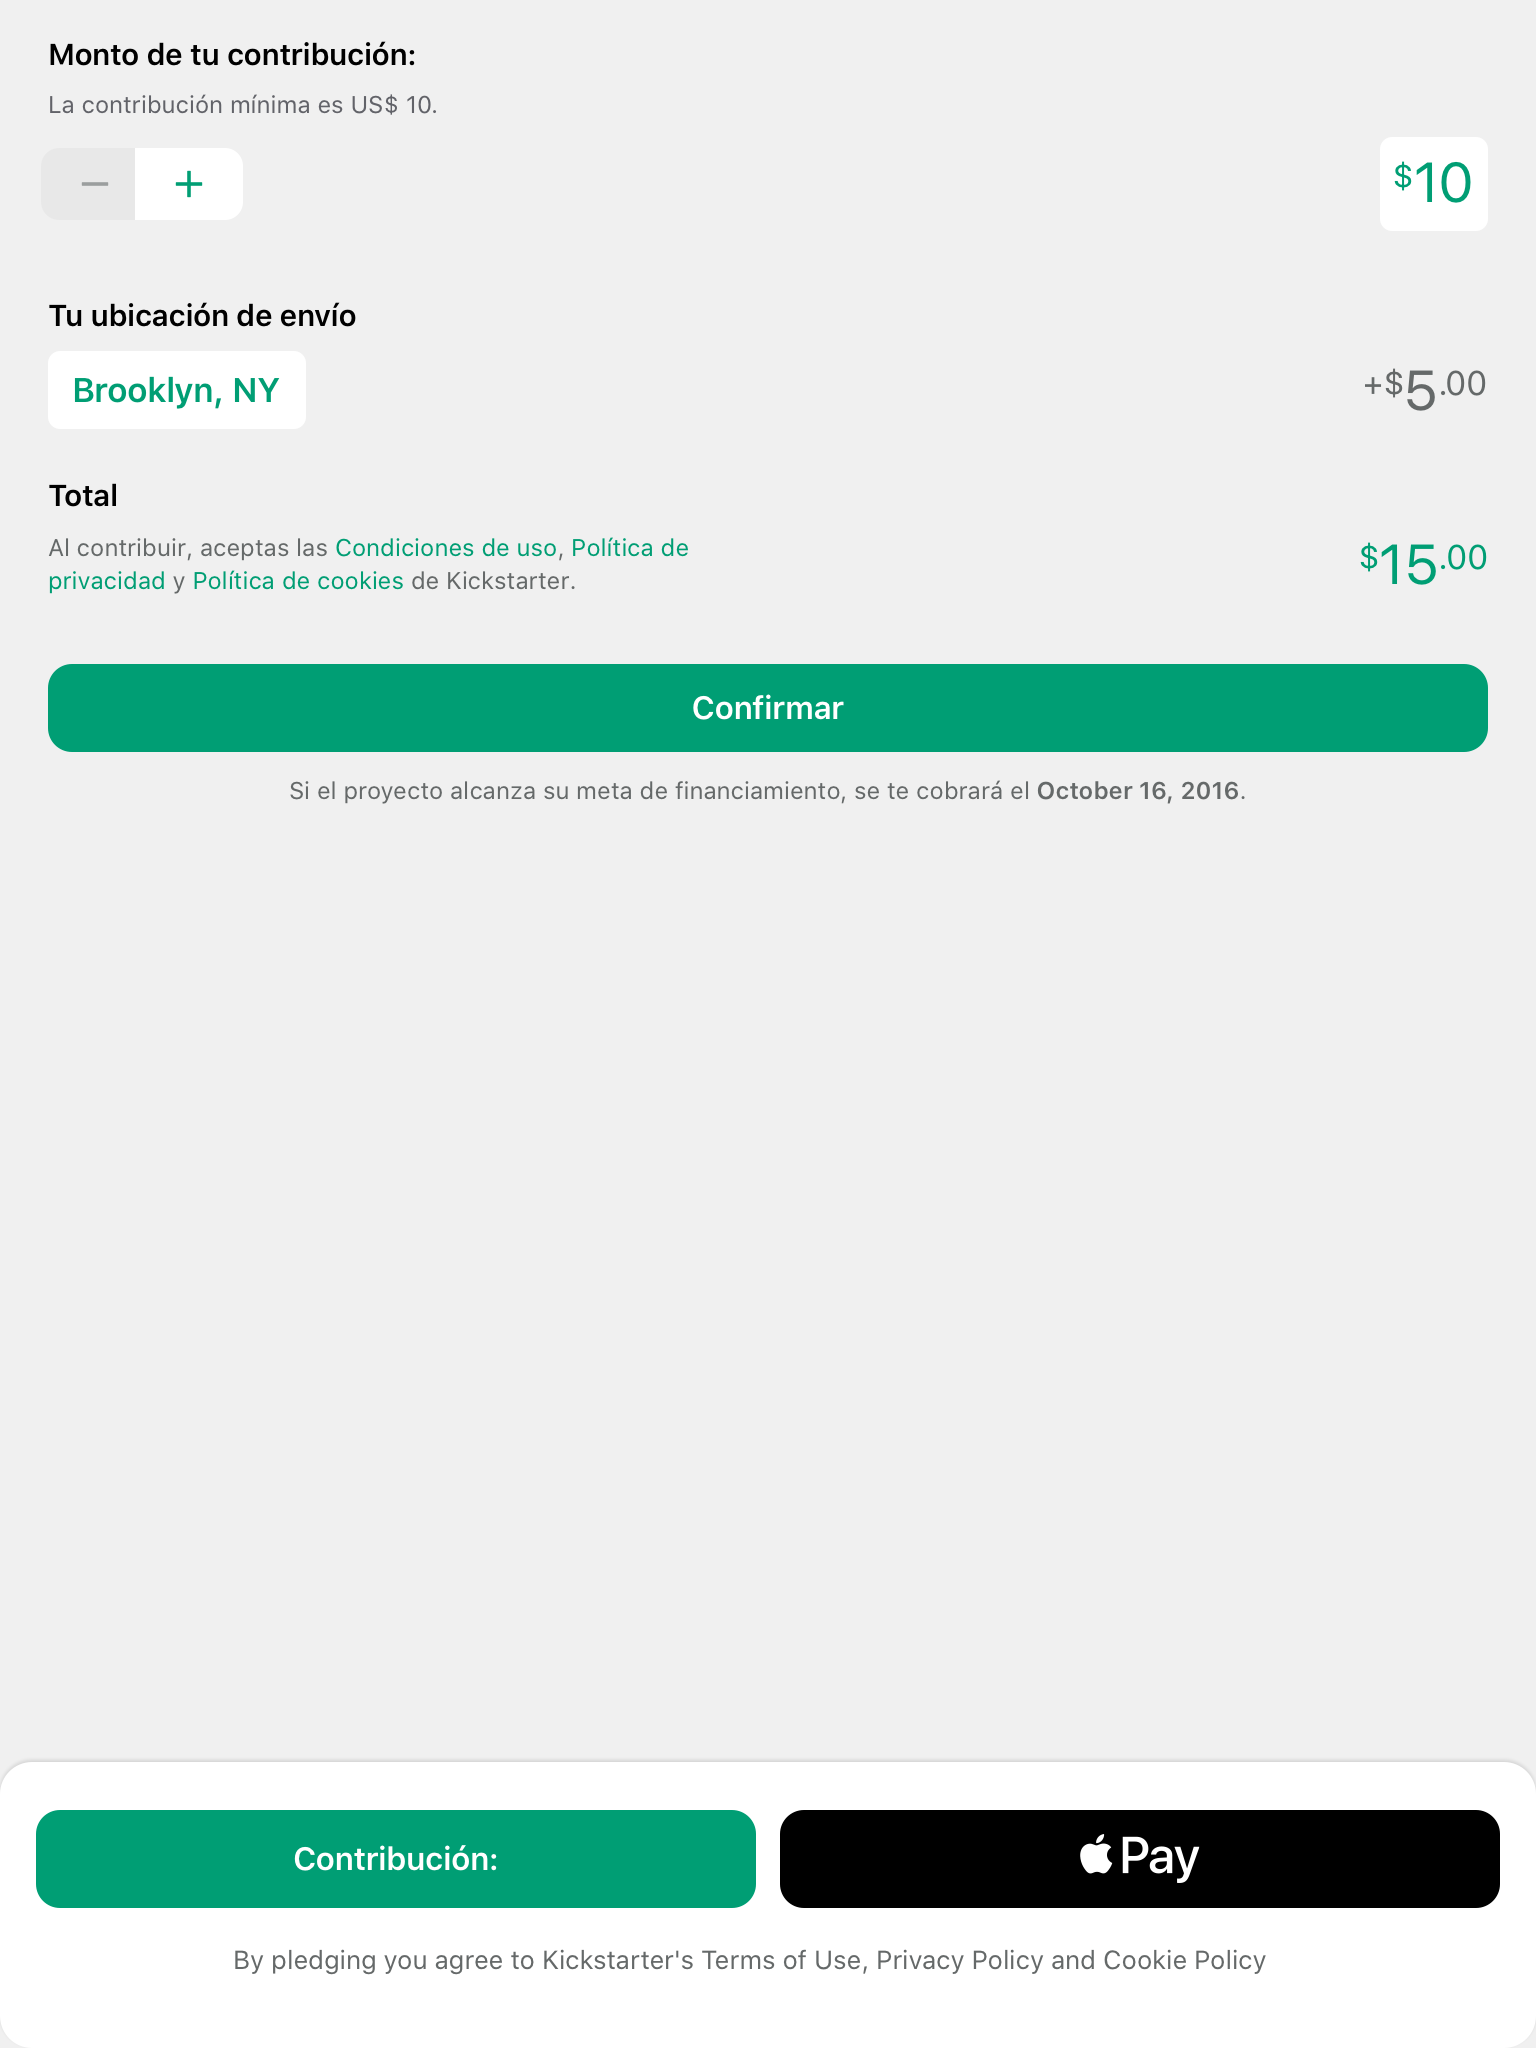 Monto de tu contribución:
La contribución mínima es US$ 10.
− +
$10
Tu ubicación de envío
Brooklyn, NY
+$5.00
Total
Al contribuir, aceptas las Condiciones de uso, Política de
privacidad y Política de cookies de Kickstarter.
$15.00
Confirmar
Si el proyecto alcanza su meta de financiamiento, se te cobrará el October 16, 2016.
Contribución:
Pay
By pledging you agree to Kickstarter's Terms of Use, Privacy Policy and Cookie Policy